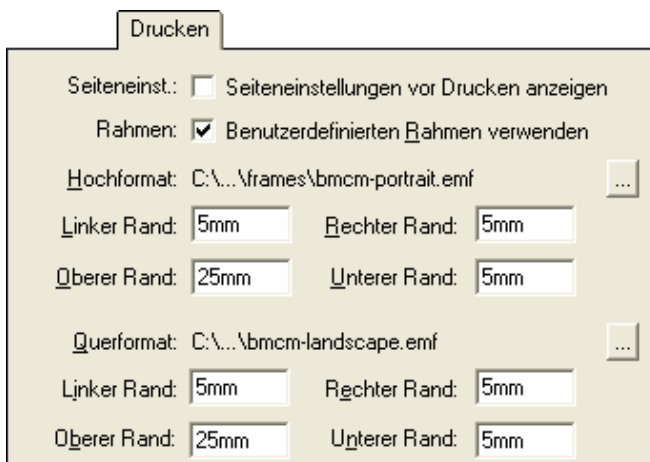 Drucken
Seiteneinst.: Seiteneinstellungen vor Drucken anzeigen
Rahmen: Benutzerdefinierten Rahmen verwenden
Hochformat: C:\...\frames\bmcm-portrait.emf ...
Linker Rand: 5mm Rechter Rand: 5mm
Oberer Rand: 25mm Unterer Rand: 5mm
Querformat: C:\...\bmcm-landscape.emf ...
Linker Rand: 5mm Rechter Rand: 5mm
Oberer Rand: 25mm Unterer Rand: 5mm